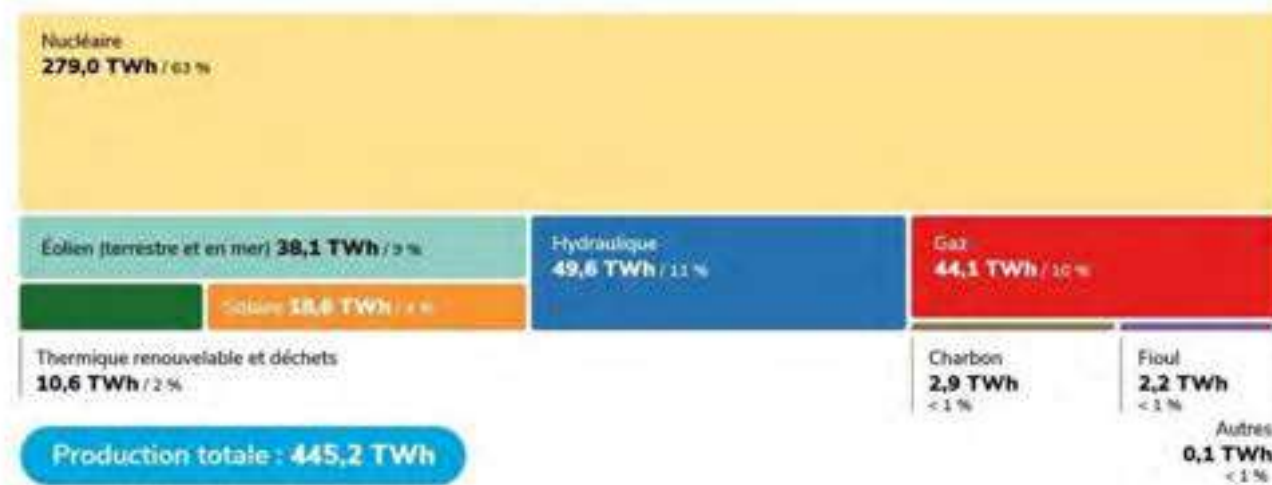 Nucléaire
279,0 TWh / 63 %
Éolien (terrestre et en mer) 38,1 TWh / 9 %
Hydraulique
49,6 TWh / 11 %
Gaz
44,1 TWh / 10 %
Solaire 18,6 TWh / 4 %
Thermique renouvelable et déchets
10,6 TWh / 2 %
Charbon
2,9 TWh
< 1 %
Fioul
2,2 TWh
< 1 %
Autres
0,1 TWh
< 1 %
Production totale : 445,2 TWh